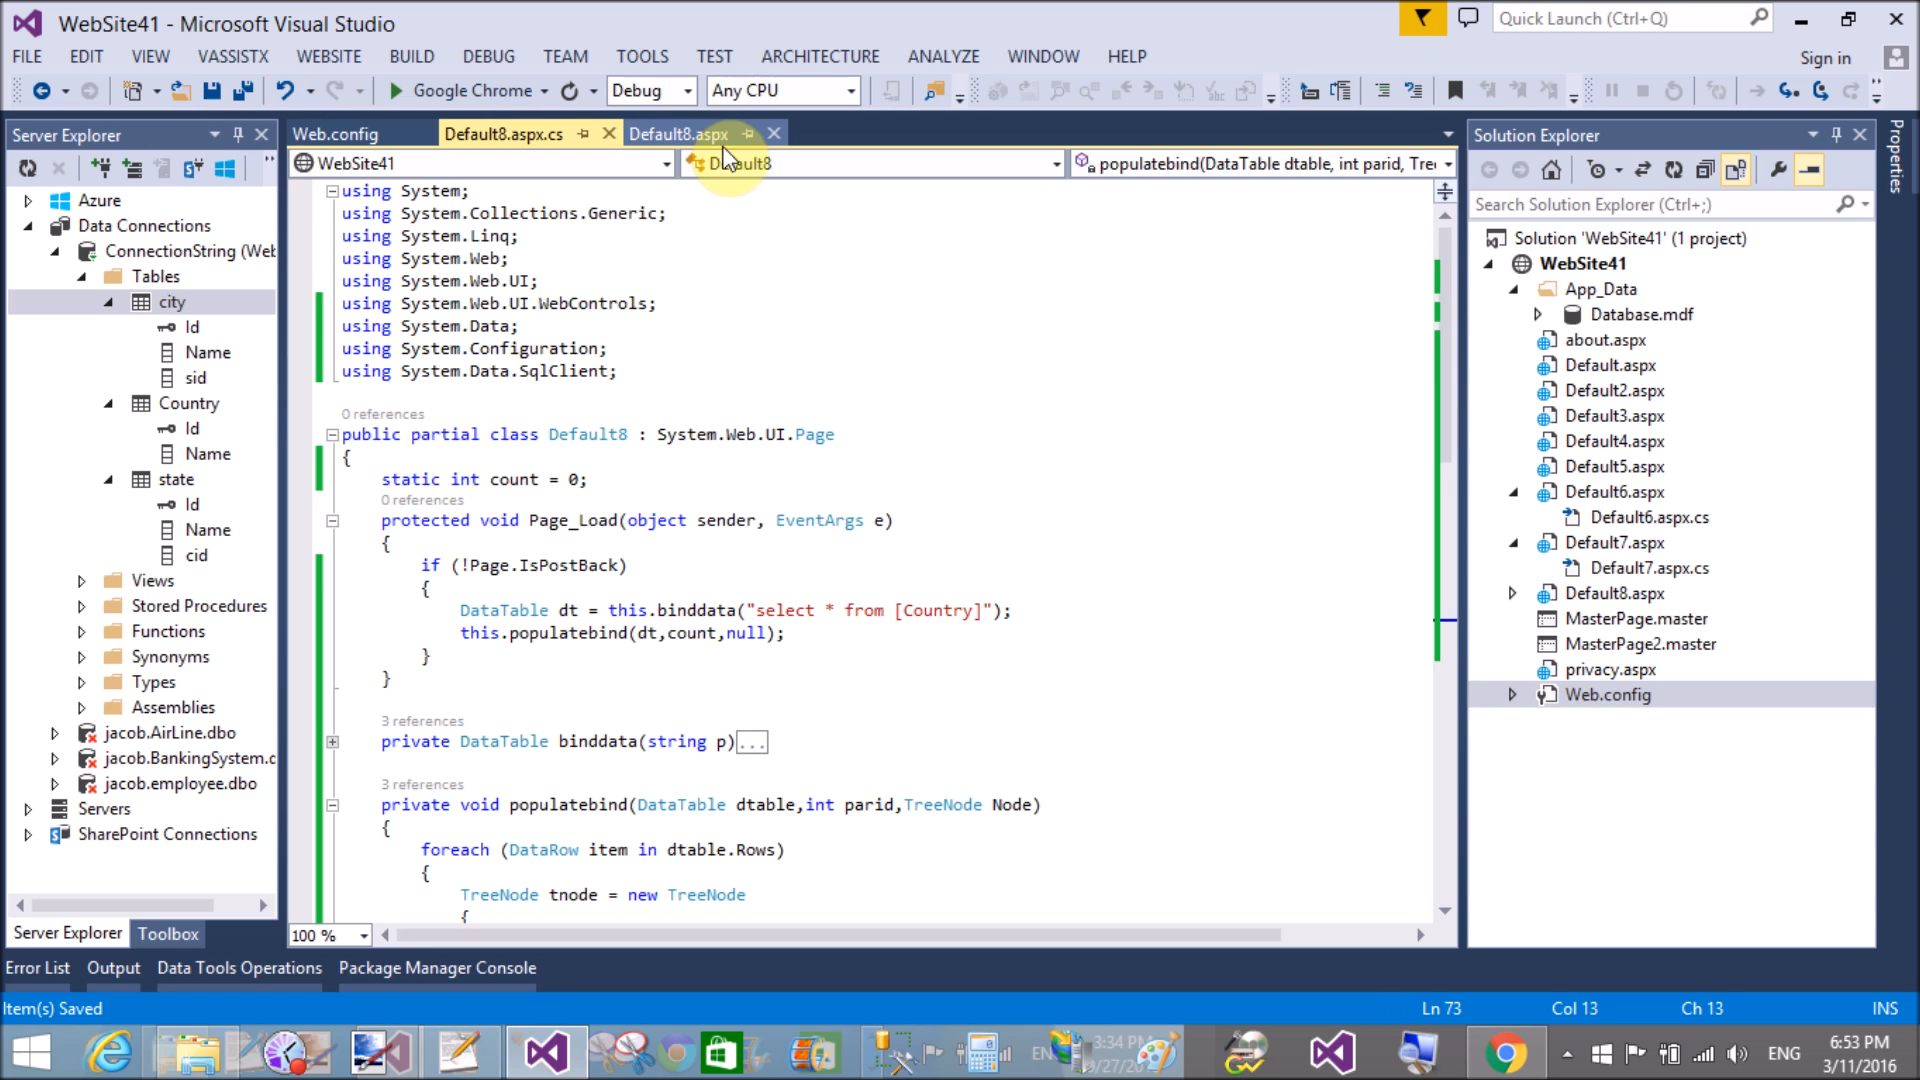 WebSite41 - Microsoft Visual Studio
Quick Launch (Ctrl+Q)
FILE EDIT VIEW VASSISTX WEBSITE BUILD DEBUG TEAM TOOLS TEST ARCHITECTURE ANALYZE WINDOW HELP
Sign in
Google Chrome Debug Any CPU
Server Explorer
Web.config Default8.aspx.cs Default8.aspx
WebSite41
populatebind(DataTable dtable, int parid, Tree
Azure
Data Connections
ConnectionString (Web
Tables
city
Id
Name
sid
Country
Id
Name
state
Id
Name
cid
Views
Stored Procedures
Functions
Synonyms
Types
Assemblies
jacob.AirLine.dbo
jacob.BankingSystem.c
jacob.employee.dbo
Servers
SharePoint Connections
Server Explorer Toolbox
using System;
using System.Collections.Generic;
using System.Linq;
using System.Web;
using System.Web.UI;
using System.Web.UI.WebControls;
using System.Data;
using System.Configuration;
using System.Data.SqlClient;
0 references
public partial class Default8 : System.Web.UI.Page
{
static int count = 0;
0 references
protected void Page_Load(object sender, EventArgs e)
{
if (!Page.IsPostBack)
{
DataTable dt = this.binddata("select * from [Country]");
this.populatebind(dt,count,null);
}
}
3 references
private DataTable binddata(string p)...
3 references
private void populatebind(DataTable dtable,int parid,TreeNode Node)
{
foreach (DataRow item in dtable.Rows)
{
TreeNode tnode = new TreeNode
{
100 %
Solution Explorer
Search Solution Explorer (Ctrl+;)
Solution 'WebSite41' (1 project)
WebSite41
App_Data
Database.mdf
about.aspx
Default.aspx
Default2.aspx
Default3.aspx
Default4.aspx
Default5.aspx
Default6.aspx
Default6.aspx.cs
Default7.aspx
Default7.aspx.cs
Default8.aspx
MasterPage.master
MasterPage2.master
privacy.aspx
Web.config
Properties
Error List Output Data Tools Operations Package Manager Console
Item(s) Saved
Ln 73 Col 13 Ch 13 INS
EN 3:34 PM
ENG
6:53 PM
3/11/2016